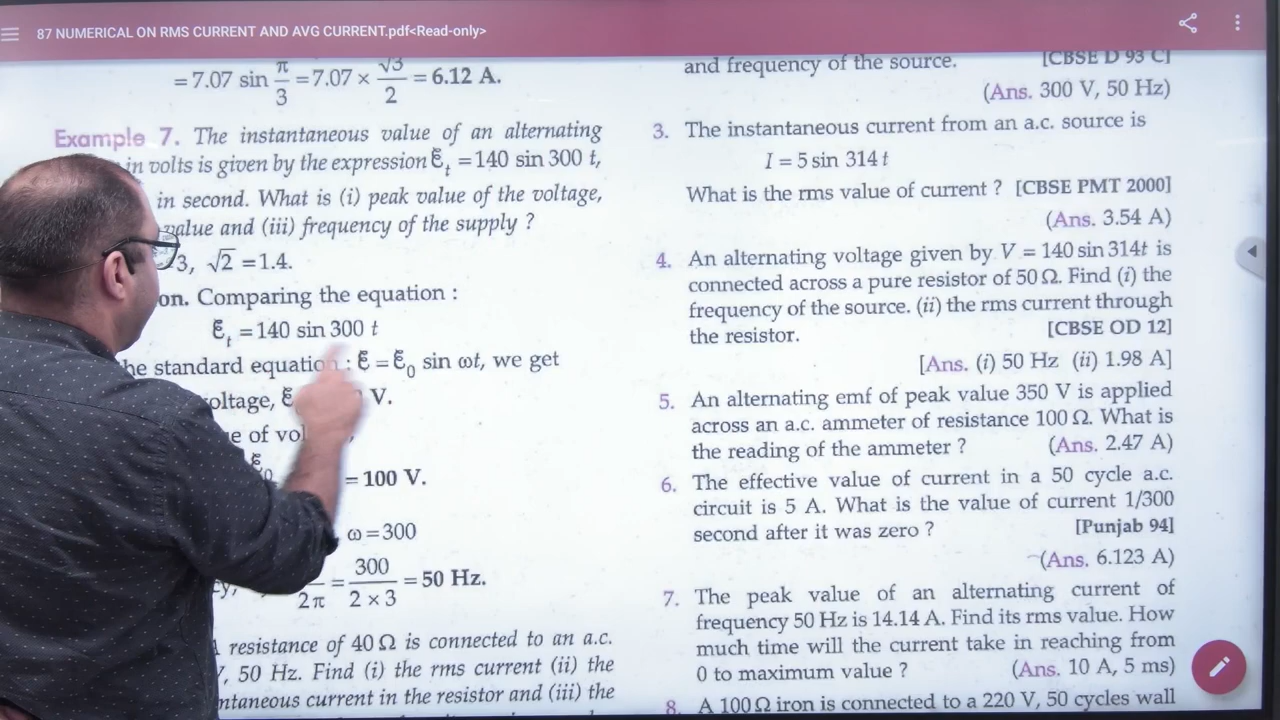 87 NUMERICAL ON RMS CURRENT AND AVG CURRENT.pdf<Read-only>
= 7.07 sin π/3 = 7.07 × √3/2 = 6.12 A.
Example 7. The instantaneous value of an alternating
in volts is given by the expression ℰt = 140 sin 300 t,
in second. What is (i) peak value of the voltage,
value and (iii) frequency of the supply ?
3, √2 = 1.4.
on. Comparing the equation :
ℰt = 140 sin 300 t
he standard equation : ℰ = ℰ0 sin ωt, we get
oltage, ℰ V.
e of vol
ℰ0 = 100 V.
ω = 300
2π = 300/2 × 3 = 50 Hz.
resistance of 40 Ω is connected to an a.c.
V, 50 Hz. Find (i) the rms current (ii) the
ntaneous current in the resistor and (iii) the
and frequency of the source. [CBSE D 93 C]
(Ans. 300 V, 50 Hz)
3. The instantaneous current from an a.c. source is
I = 5 sin 314 t
What is the rms value of current ? [CBSE PMT 2000]
(Ans. 3.54 A)
4. An alternating voltage given by V = 140 sin 314t is
connected across a pure resistor of 50 Ω. Find (i) the
frequency of the source. (ii) the rms current through
the resistor. [CBSE OD 12]
[Ans. (i) 50 Hz (ii) 1.98 A]
5. An alternating emf of peak value 350 V is applied
across an a.c. ammeter of resistance 100 Ω. What is
the reading of the ammeter ? (Ans. 2.47 A)
6. The effective value of current in a 50 cycle a.c.
circuit is 5 A. What is the value of current 1/300
second after it was zero ? [Punjab 94]
(Ans. 6.123 A)
7. The peak value of an alternating current of
frequency 50 Hz is 14.14 A. Find its rms value. How
much time will the current take in reaching from
0 to maximum value ? (Ans. 10 A, 5 ms)
8. A 100 Ω iron is connected to a 220 V, 50 cycles wall